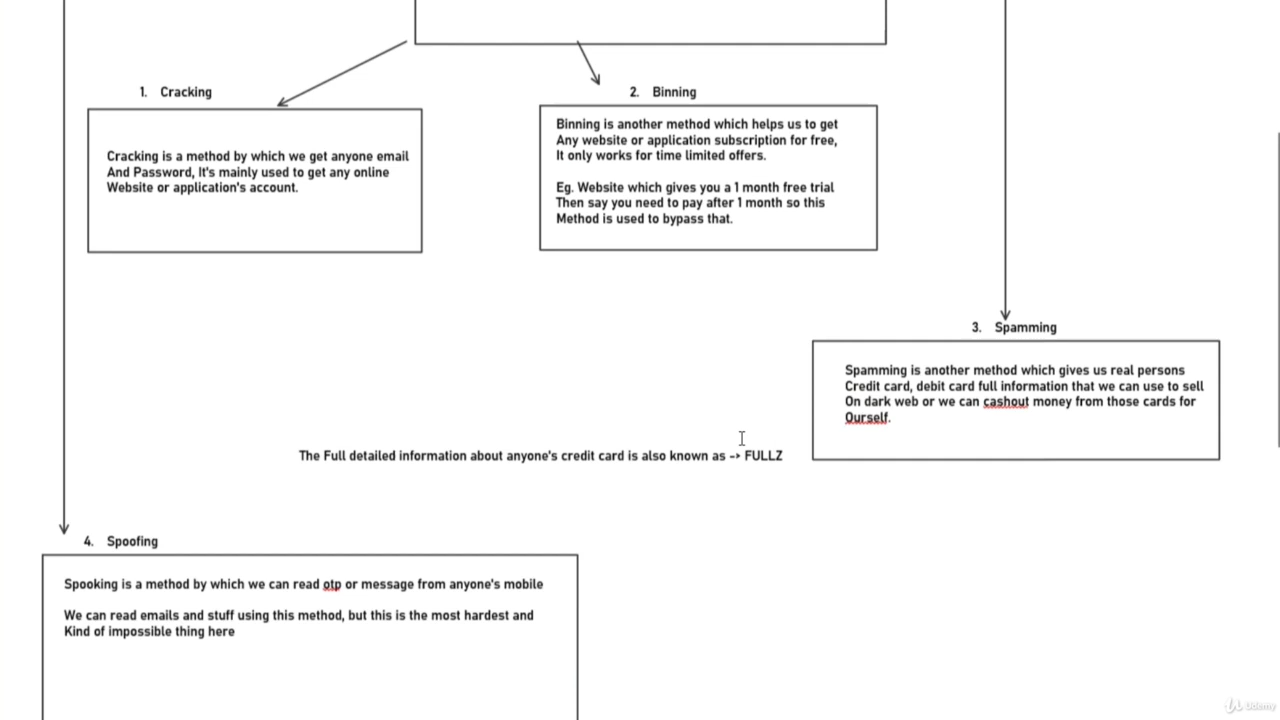 1. Cracking
Cracking is a method by which we get anyone email
And Password, It's mainly used to get any online
Website or application's account.
2. Binning
Binning is another method which helps us to get
Any website or application subscription for free,
It only works for time limited offers.
Eg. Website which gives you a 1 month free trial
Then say you need to pay after 1 month so this
Method is used to bypass that.
3. Spamming
Spamming is another method which gives us real persons
Credit card, debit card full information that we can use to sell
On dark web or we can cashout money from those cards for
Ourself.
The Full detailed information about anyone's credit card is also known as -> FULLZ
4. Spoofing
Spooking is a method by which we can read otp or message from anyone's mobile
We can read emails and stuff using this method, but this is the most hardest and
Kind of impossible thing here
Udemy